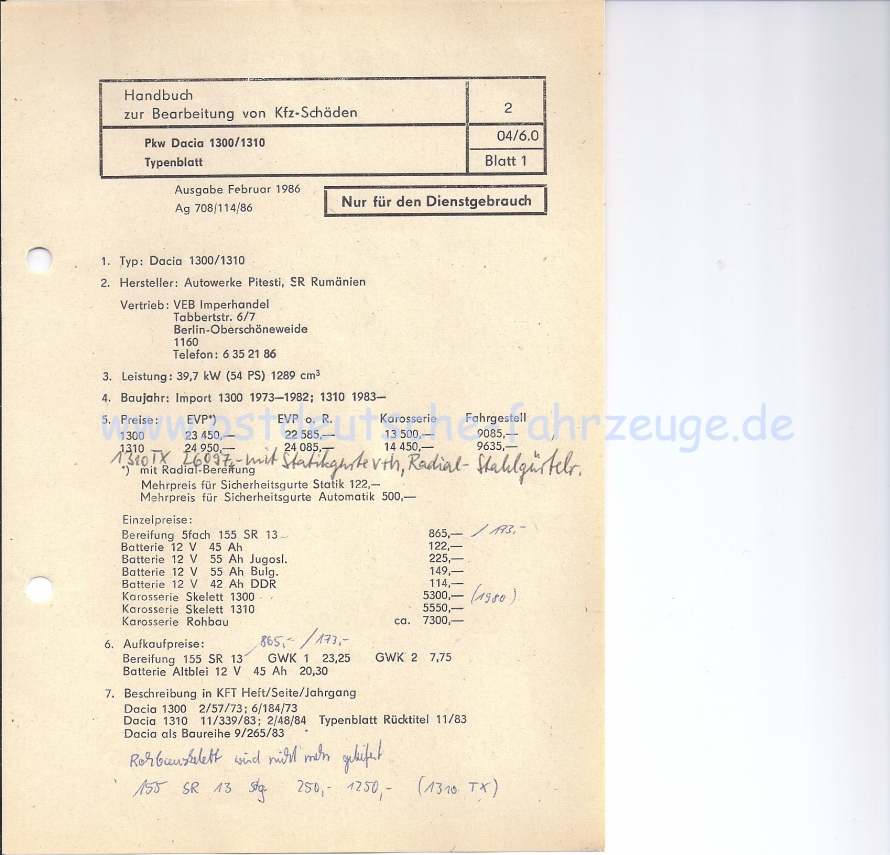 Handbuch
zur Bearbeitung von Kfz-Schäden
2
Pkw Dacia 1300/1310
Typenblatt
04/6.0
Blatt 1
Ausgabe Februar 1986
Ag 708/114/86
Nur für den Dienstgebrauch
1. Typ: Dacia 1300/1310
2. Hersteller: Autowerke Pitesti, SR Rumänien
Vertrieb: VEB Imperhandel
Tabbertstr. 6/7
Berlin-Oberschöneweide
1160
Telefon: 6 35 21 86
3. Leistung: 39,7 kW (54 PS) 1289 cm³
4. Baujahr: Import 1300 1973—1982; 1310 1983—
www.ostdeutscherfahrzeuge.de
5. Preise: EVP*) EVP o. R. Karosserie Fahrgestell
1300 23 450,— 22 585,— 13 500,— 9085,—
1310 24 950,— 24 085,— 14 450,— 9635,—
1310 TX 26097,- mit Statikgurte v+h, Radial- Stahlgürtelr.
*) mit Radial-Bereifung
Mehrpreis für Sicherheitsgurte Statik 122,—
Mehrpreis für Sicherheitsgurte Automatik 500,—
Einzelpreise:
Bereifung 5fach 155 SR 13 865,— / 173,-
Batterie 12 V 45 Ah 122,—
Batterie 12 V 55 Ah Jugosl. 225,—
Batterie 12 V 55 Ah Bulg. 149,—
Batterie 12 V 42 Ah DDR 114,—
Karosserie Skelett 1300 5300,— (1980)
Karosserie Skelett 1310 5550,—
Karosserie Rohbau ca. 7300,—
6. Aufkaufpreise: 865,- / 173,-
Bereifung 155 SR 13 GWK 1 23,25 GWK 2 7,75
Batterie Altblei 12 V 45 Ah 20,30
7. Beschreibung in KFT Heft/Seite/Jahrgang
Dacia 1300 2/57/73; 6/184/73
Dacia 1310 11/339/83; 2/48/84 Typenblatt Rücktitel 11/83
Dacia als Baureihe 9/265/83
Rohbauskelett wird nicht mehr geliefert
155 SR 13 Stg 250,- 1250,- (1310 TX)